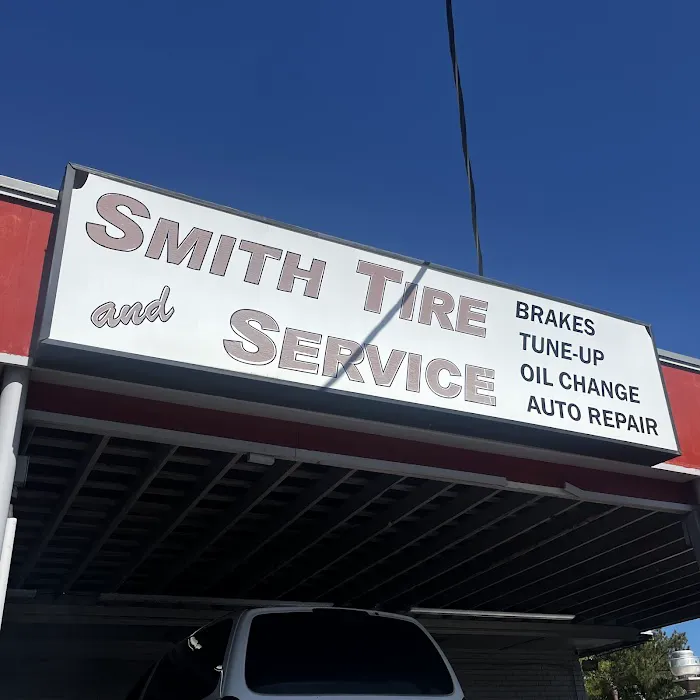 SMITH TIRE
and SERVICE
BRAKES
TUNE-UP
OIL CHANGE
AUTO REPAIR